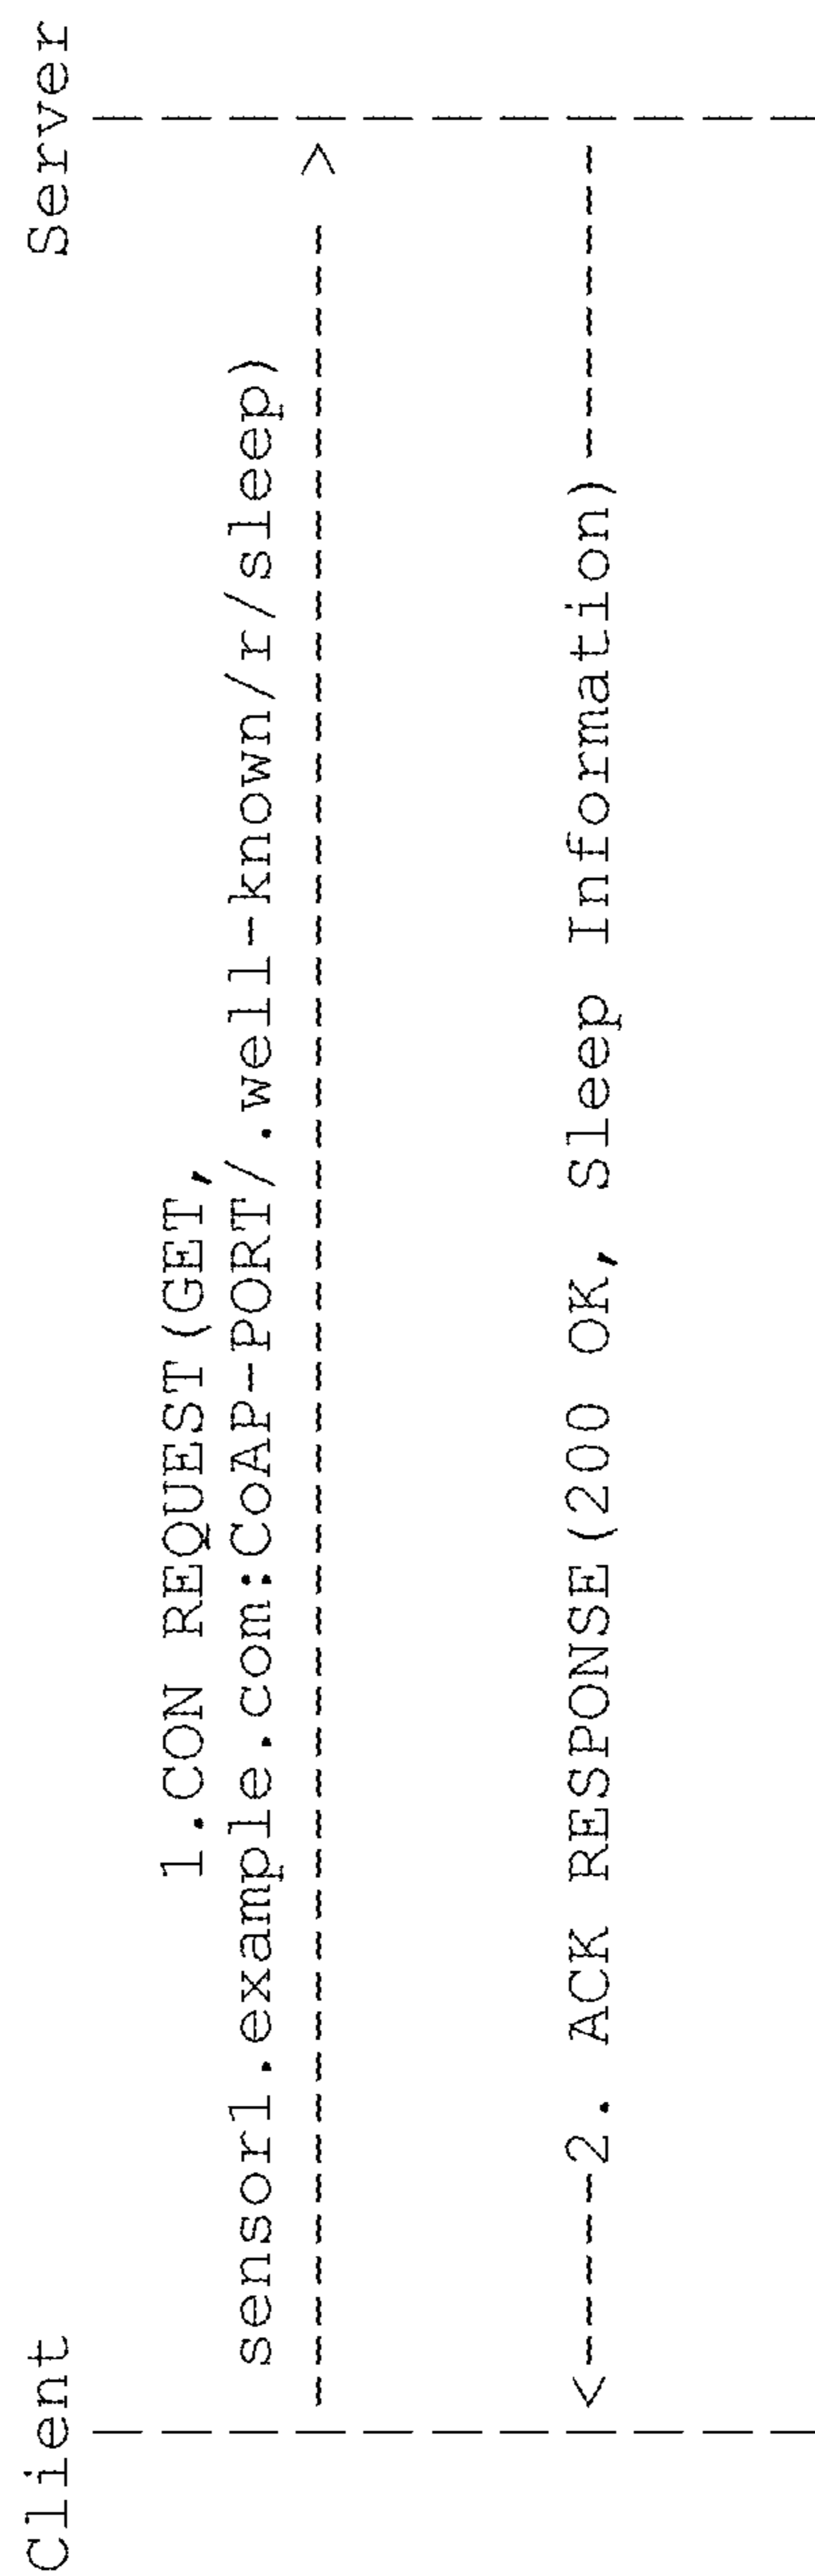 Client Server
1.CON REQUEST(GET,
sensor1.example.com:CoAP-PORT/.well-known/r/sleep)
2. ACK RESPONSE(200 OK, Sleep Information)